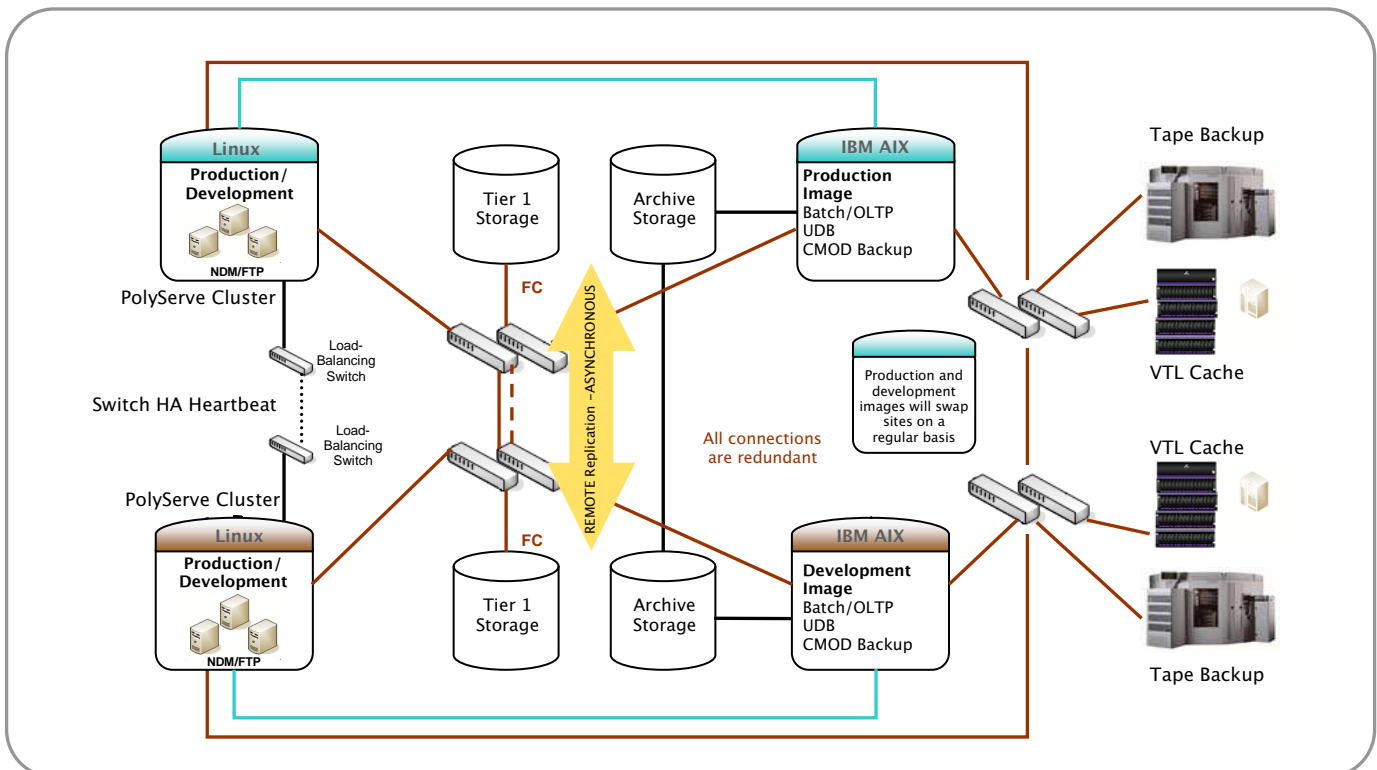 Linux
Production/
Development
NDM/FTP
PolyServe Cluster
Load-
Balancing
Switch
Switch HA Heartbeat
Load-
Balancing
Switch
PolyServe Cluster
Linux
Production/
Development
NDM/FTP
Tier 1
Storage
FC
FC
Tier 1
Storage
REMOTE Replication –ASYNCHRONOUS
Archive
Storage
Archive
Storage
IBM AIX
Production
Image
Batch/OLTP
UDB
CMOD Backup
Production and
development
images will swap
sites on a
regular basis
All connections
are redundant
IBM AIX
Development
Image
Batch/OLTP
UDB
CMOD Backup
Tape Backup
VTL Cache
VTL Cache
Tape Backup